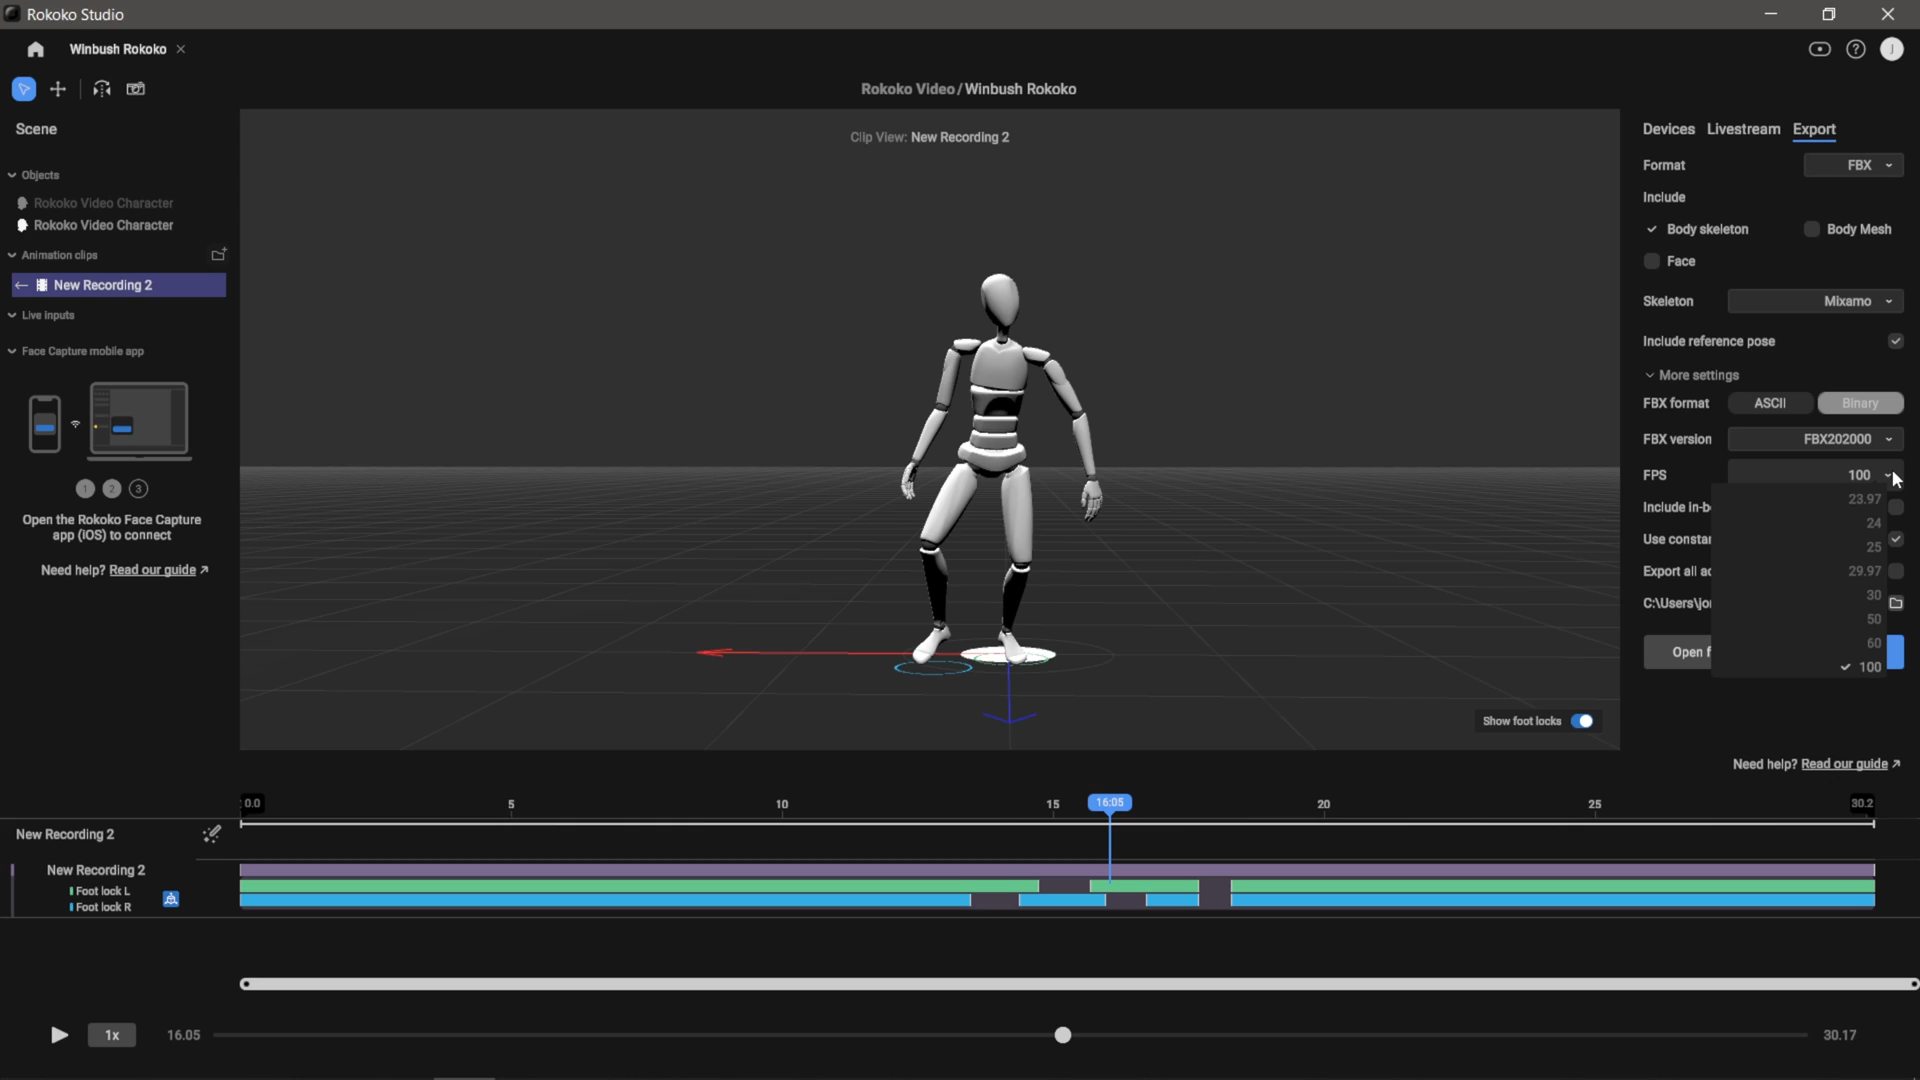 Rokoko Studio
Winbush Rokoko
J
Rokoko Video / Winbush Rokoko
Scene
Objects
Rokoko Video Character
Rokoko Video Character
Animation clips
New Recording 2
Live inputs
Face Capture mobile app
1 2 3
Open the Rokoko Face Capture
app (iOS) to connect
Need help? Read our guide
Clip View: New Recording 2
Show foot locks
Devices Livestream Export
Format FBX
Include
Body skeleton Body Mesh
Face
Skeleton Mixamo
Include reference pose
More settings
FBX format ASCII Binary
FBX version FBX202000
FPS 100
23.97
Include in-b
24
Use constan
25
Export all ac
29.97
30
C:\Users\jon
50
60
Open f
100
Need help? Read our guide
0.0 5 10 15 16:05 20 25 30.2
New Recording 2
New Recording 2
Foot lock L
Foot lock R
1x 16.05 30.17